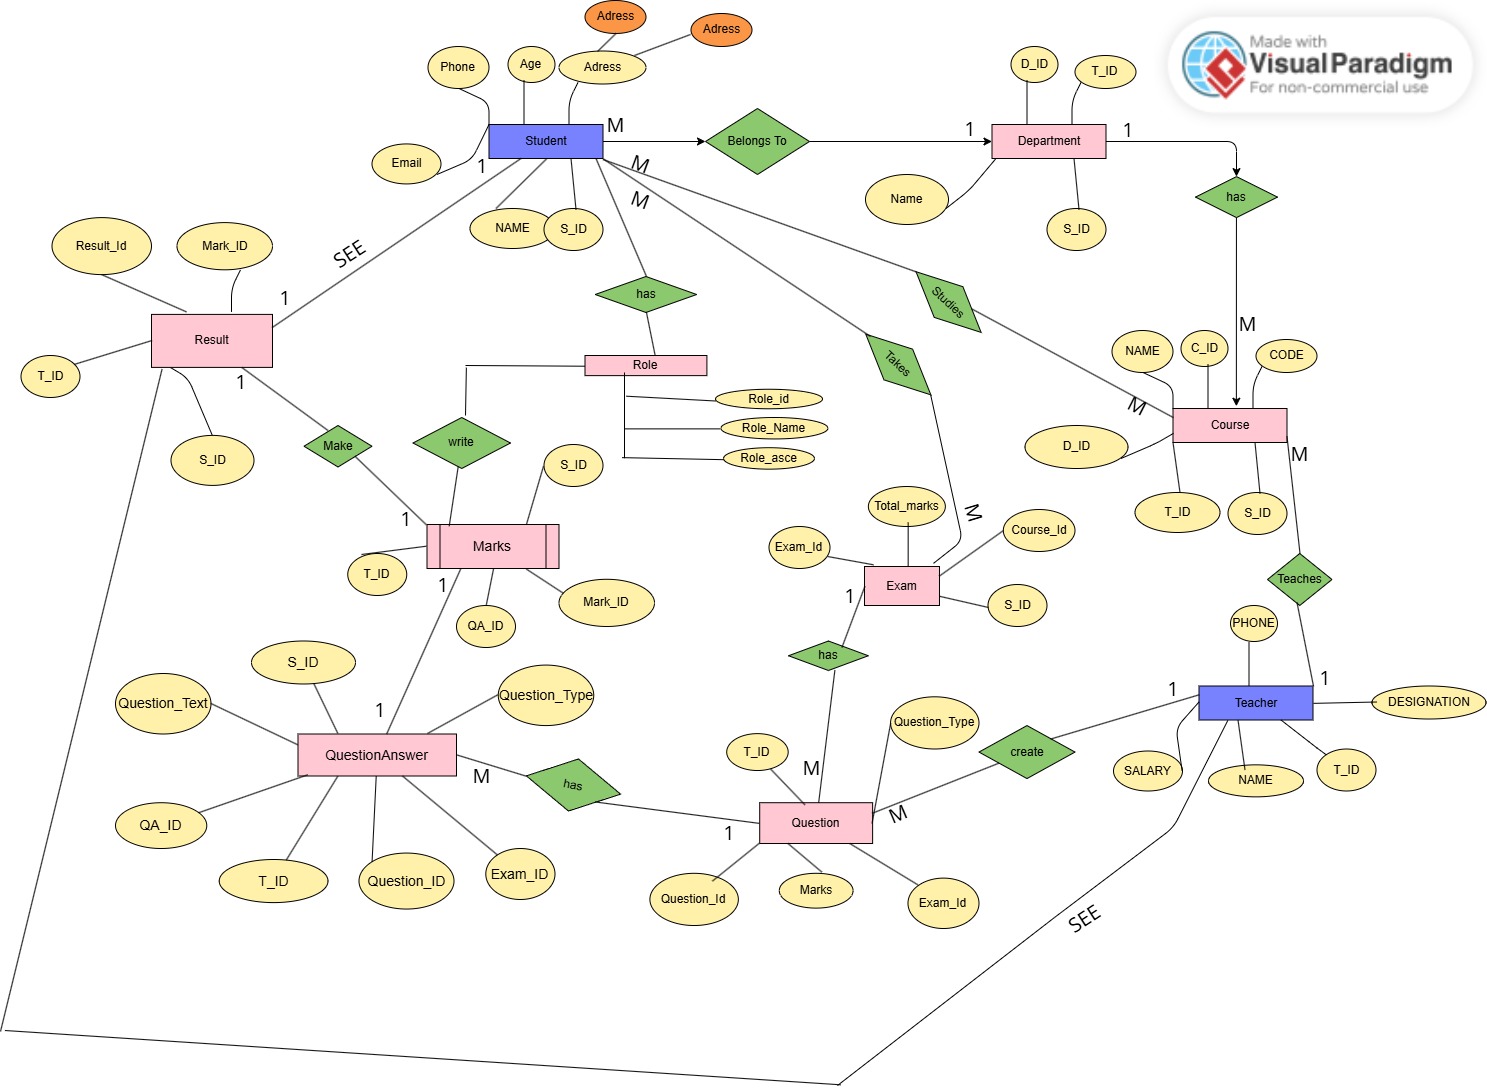 Adress
Adress
Made with
VisualParadigm
For non-commercial use
Phone
Age
Adress
D_ID
T_ID
Student
M
Belongs To
1
Department
1
Email
1
M
M
Name
has
NAME
S_ID
S_ID
Result_Id
Mark_ID
SEE
1
has
Studies
Result
M
NAME
C_ID
CODE
Role
Takes
T_ID
1
Role_id
M
Role_Name
Course
Make
write
D_ID
M
S_ID
Role_asce
S_ID
Total_marks
T_ID
S_ID
1
M
Course_Id
Marks
Exam_Id
T_ID
1
Exam
Teaches
1
Mark_ID
S_ID
QA_ID
PHONE
has
S_ID
1
1
Question_Text
Question_Type
Teacher
DESIGNATION
1
Question_Type
QuestionAnswer
T_ID
create
M
M
has
SALARY
NAME
T_ID
QA_ID
1
Question
M
T_ID
Question_ID
Exam_ID
Question_Id
Marks
Exam_Id
SEE